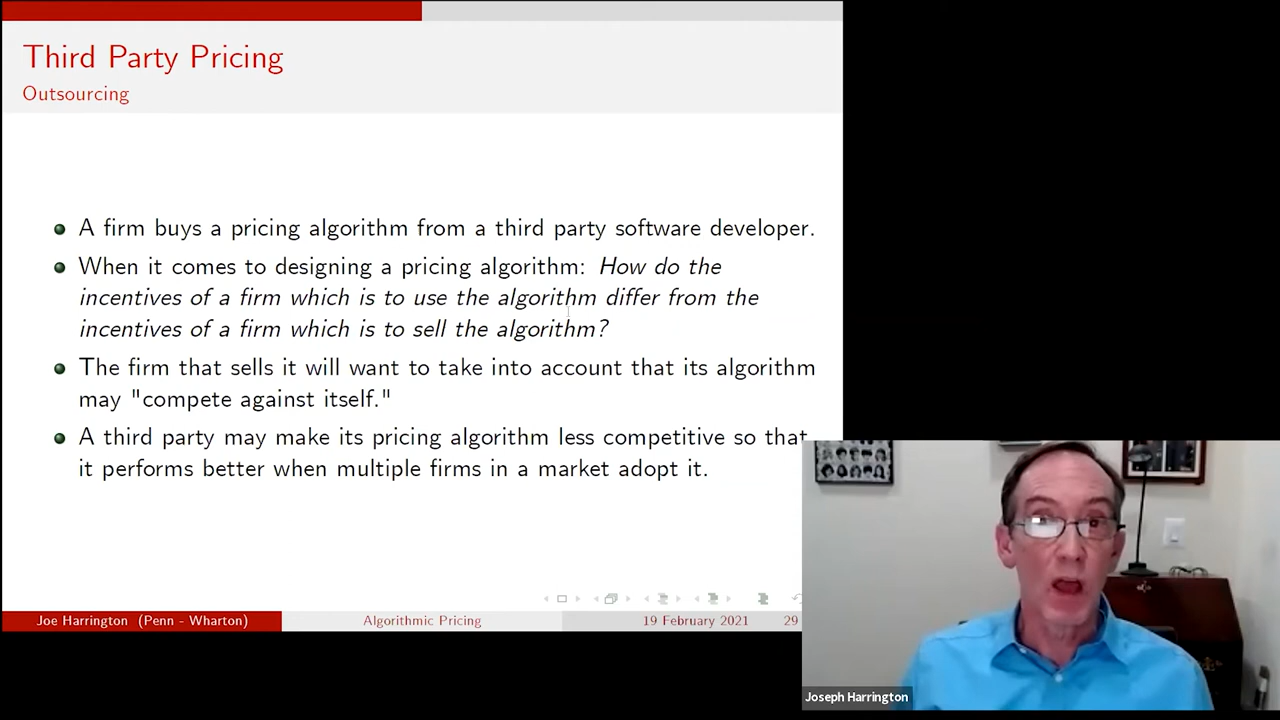 Third Party Pricing
Outsourcing
A firm buys a pricing algorithm from a third party software developer.
When it comes to designing a pricing algorithm: How do the
incentives of a firm which is to use the algorithm differ from the
incentives of a firm which is to sell the algorithm?
The firm that sells it will want to take into account that its algorithm
may "compete against itself."
A third party may make its pricing algorithm less competitive so that
it performs better when multiple firms in a market adopt it.
Joe Harrington (Penn - Wharton)
Algorithmic Pricing
19 February 2021
29
Joseph Harrington